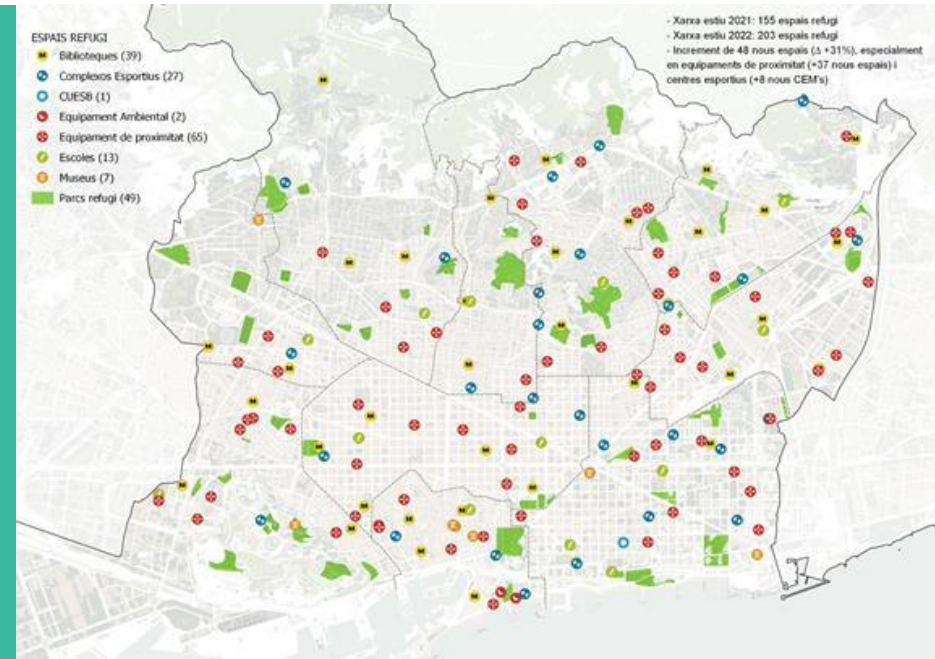 ESPAIS REFUGI
Biblioteques (39)
Complexos Esportius (27)
CUESB (1)
Equipament Ambiental (2)
Equipament de proximitat (65)
Escoles (13)
Museus (7)
Parcs refugi (49)
- Xarxa estiu 2021: 155 espais refugi
- Xarxa estiu 2022: 203 espais refugi
- Increment de 48 nous espais (Δ +31%), especialment
en equipaments de proximitat (+37 nous espais) i
centres esportius (+8 nous CEM's)